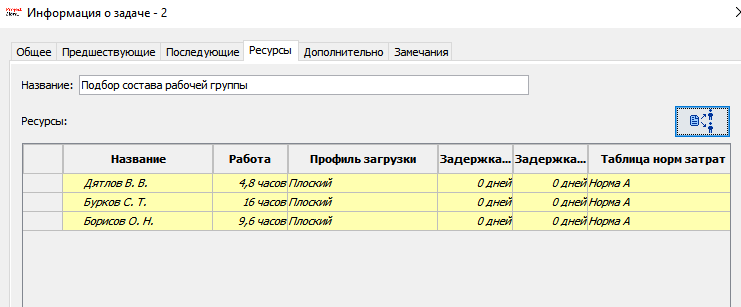 Информация о задаче - 2
Общее Предшествующие Последующие Ресурсы Дополнительно Замечания
Название: Подбор состава рабочей группы
Ресурсы:
Название Работа Профиль загрузки Задержка... Задержка... Таблица норм затрат
Дятлов В. В. 4,8 часов Плоский 0 дней 0 дней Норма А
Бурков С. Т. 16 часов Плоский 0 дней 0 дней Норма А
Борисов О. Н. 9,6 часов Плоский 0 дней 0 дней Норма А